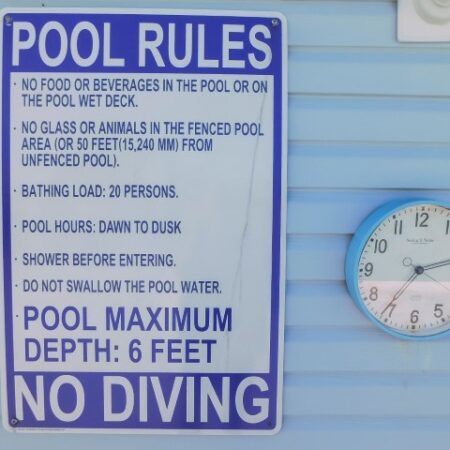 POOL RULES
· NO FOOD OR BEVERAGES IN THE POOL OR ON
THE POOL WET DECK.
· NO GLASS OR ANIMALS IN THE FENCED POOL
AREA (OR 50 FEET(15,240 MM) FROM
UNFENCED POOL).
· BATHING LOAD: 20 PERSONS.
· POOL HOURS: DAWN TO DUSK
· SHOWER BEFORE ENTERING.
· DO NOT SWALLOW THE POOL WATER.
· POOL MAXIMUM
DEPTH: 6 FEET
NO DIVING
11 12
10
9
8
7
6
5